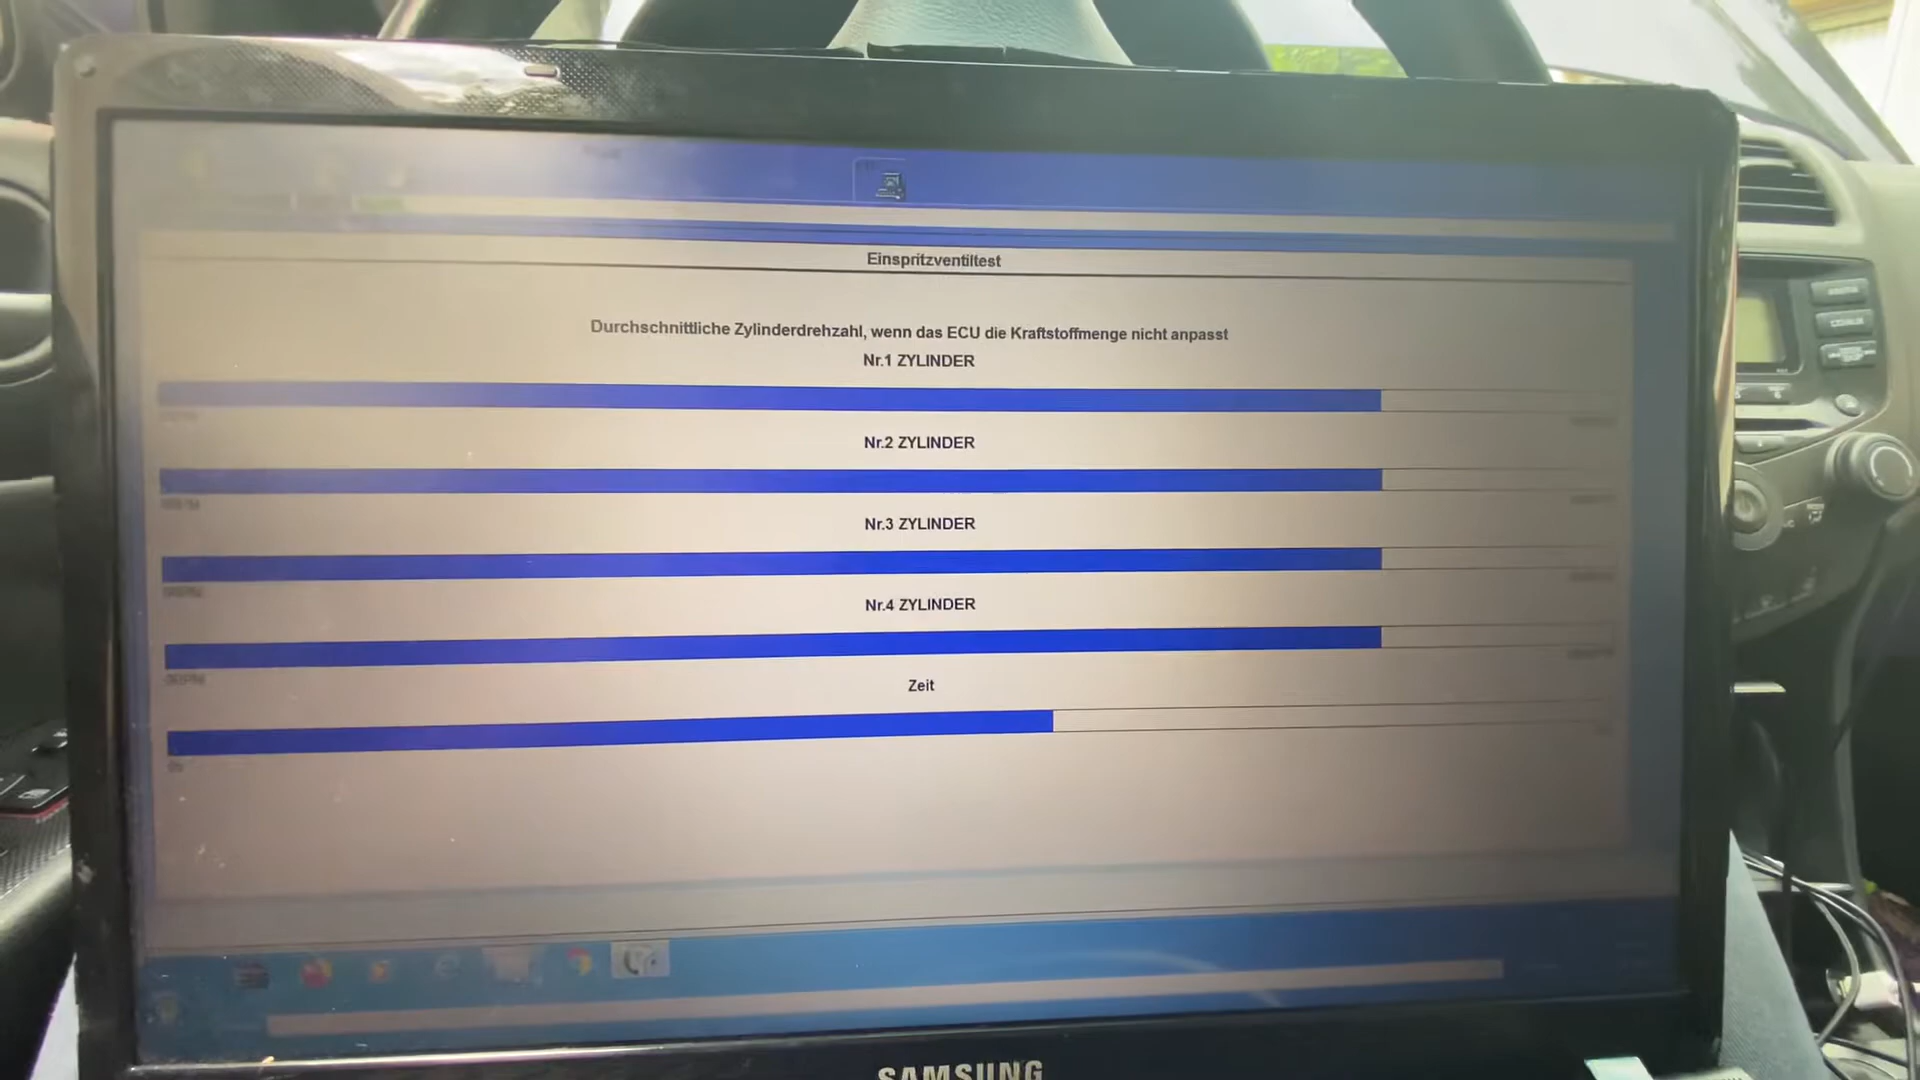 Einspritzventiltest
Durchschnittliche Zylinderdrehzahl, wenn das ECU die Kraftstoffmenge nicht anpasst
Nr.1 ZYLINDER
Nr.2 ZYLINDER
Nr.3 ZYLINDER
Nr.4 ZYLINDER
Zeit
SAMSUNG